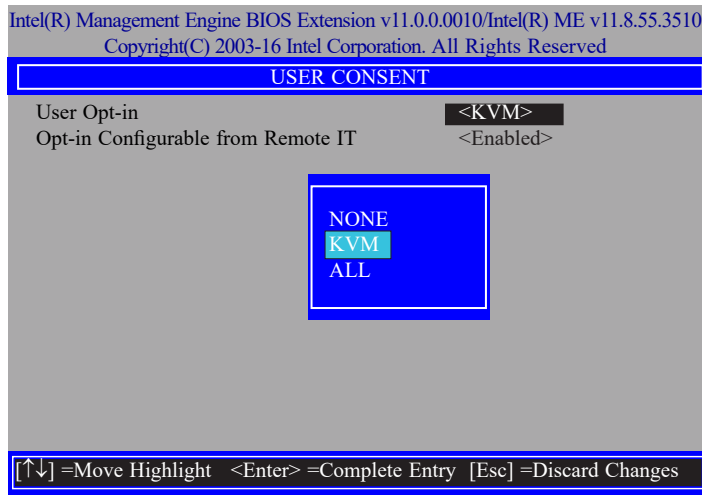 Intel(R) Management Engine BIOS Extension v11.0.0.0010/Intel(R) ME v11.8.55.3510
Copyright(C) 2003-16 Intel Corporation. All Rights Reserved
USER CONSENT
User Opt-in <KVM>
Opt-in Configurable from Remote IT <Enabled>
NONE
KVM
ALL
[↑↓] =Move Highlight <Enter> =Complete Entry [Esc] =Discard Changes